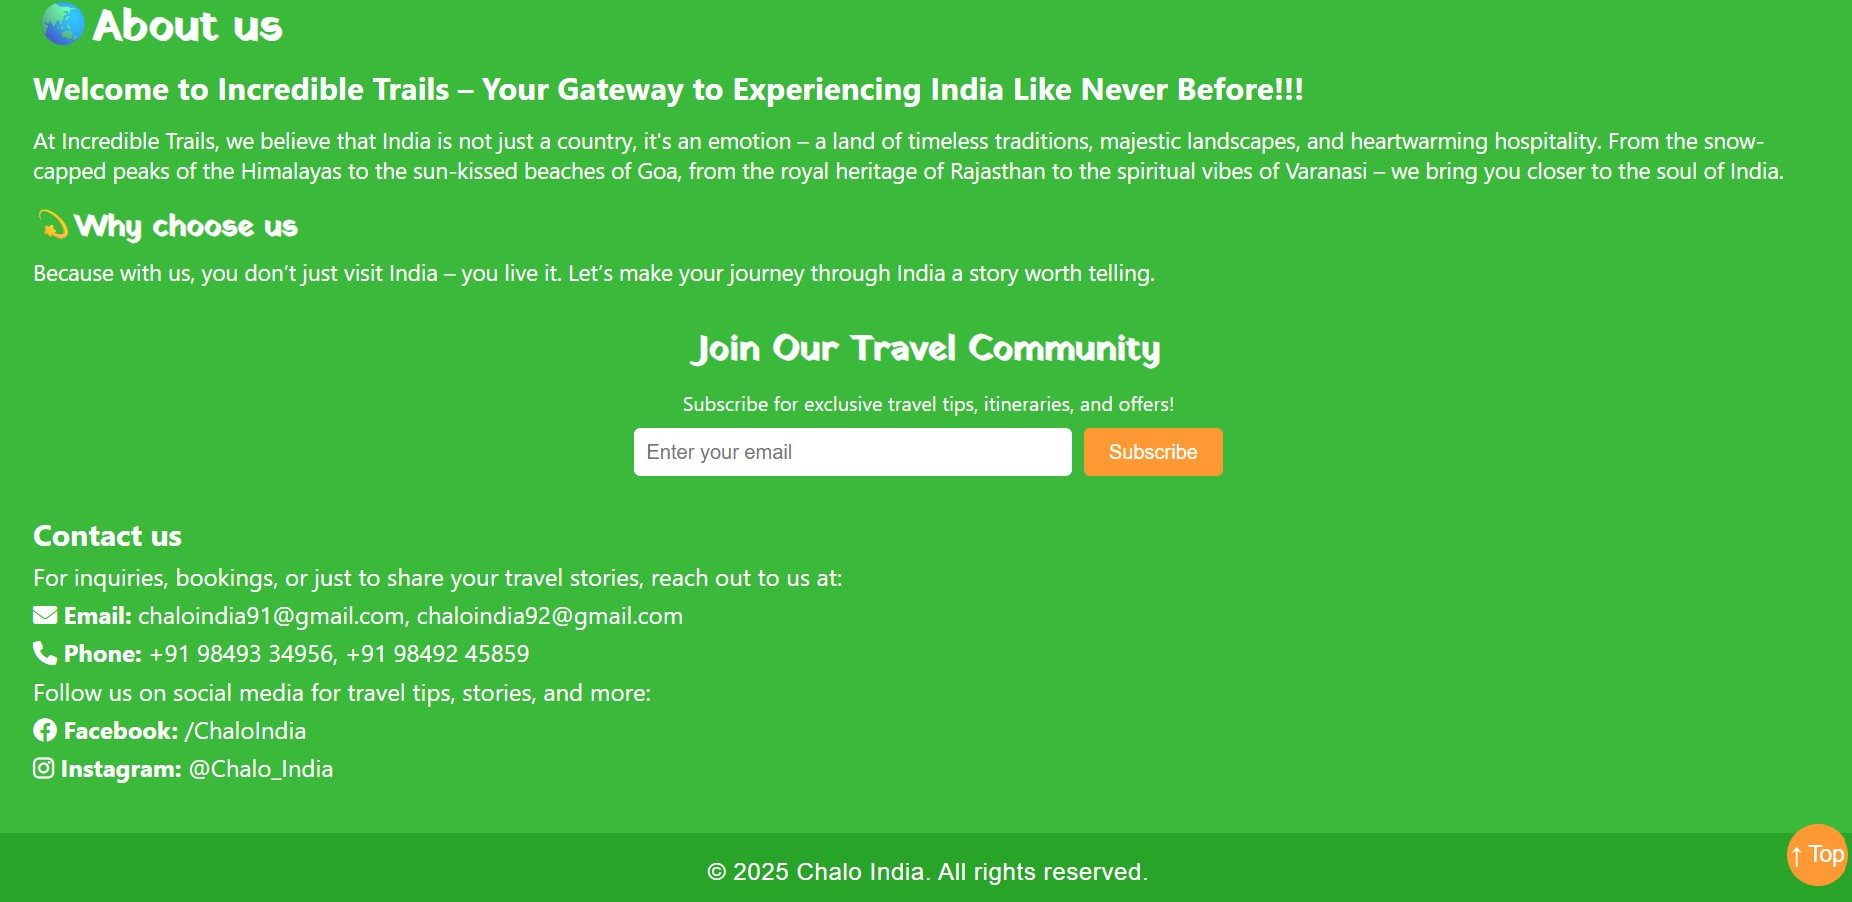 About us
Welcome to Incredible Trails – Your Gateway to Experiencing India Like Never Before!!!
At Incredible Trails, we believe that India is not just a country, it's an emotion – a land of timeless traditions, majestic landscapes, and heartwarming hospitality. From the snow-
capped peaks of the Himalayas to the sun-kissed beaches of Goa, from the royal heritage of Rajasthan to the spiritual vibes of Varanasi – we bring you closer to the soul of India.
Why choose us
Because with us, you don’t just visit India – you live it. Let’s make your journey through India a story worth telling.
Join Our Travel Community
Subscribe for exclusive travel tips, itineraries, and offers!
Enter your email
Subscribe
Contact us
For inquiries, bookings, or just to share your travel stories, reach out to us at:
Email: chaloindia91@gmail.com, chaloindia92@gmail.com
Phone: +91 98493 34956, +91 98492 45859
Follow us on social media for travel tips, stories, and more:
Facebook: /ChaloIndia
Instagram: @Chalo_India
↑ Top
© 2025 Chalo India. All rights reserved.